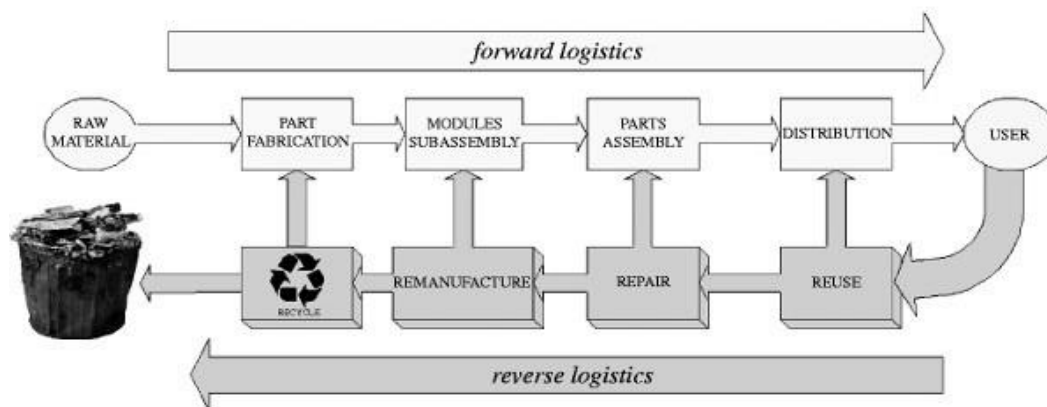 forward logistics
RAW
MATERIAL
PART
FABRICATION
MODULES
SUBASSEMBLY
PARTS
ASSEMBLY
DISTRIBUTION
USER
RECYCLE
REMANUFACTURE
REPAIR
REUSE
reverse logistics